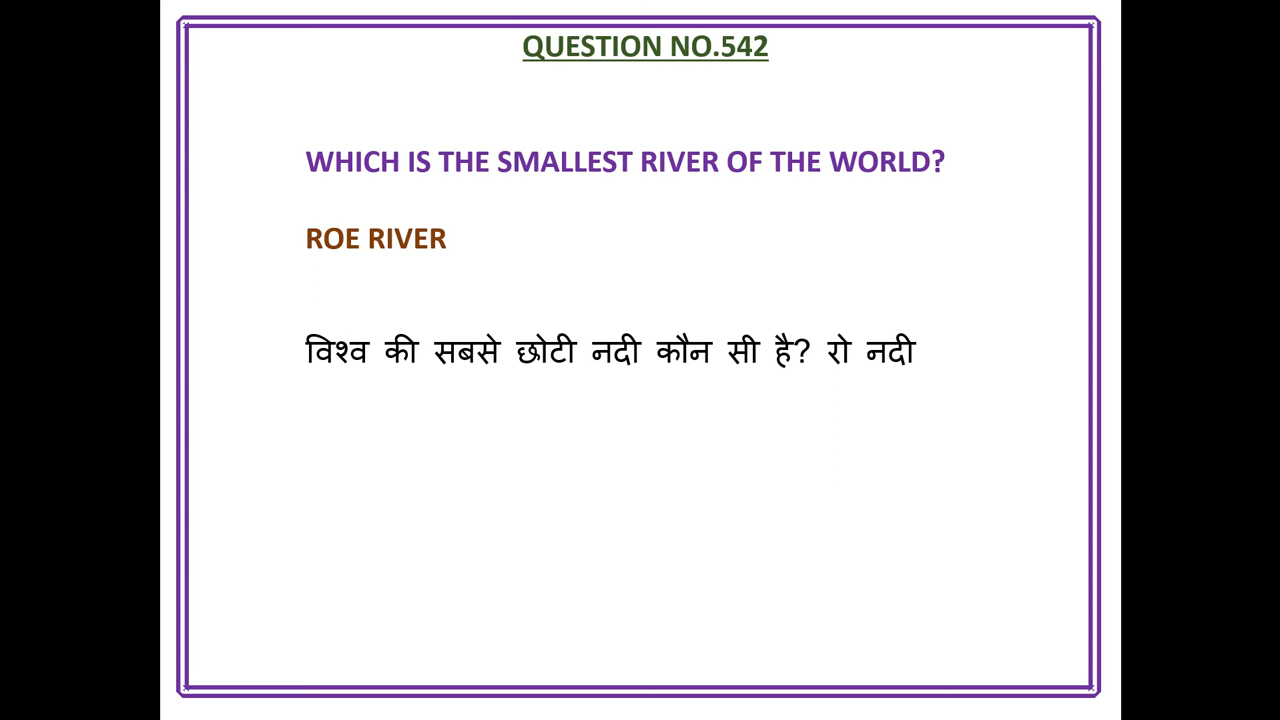 QUESTION NO.542
WHICH IS THE SMALLEST RIVER OF THE WORLD?
ROE RIVER
विश्व की सबसे छोटी नदी कौन सी है? रो नदी